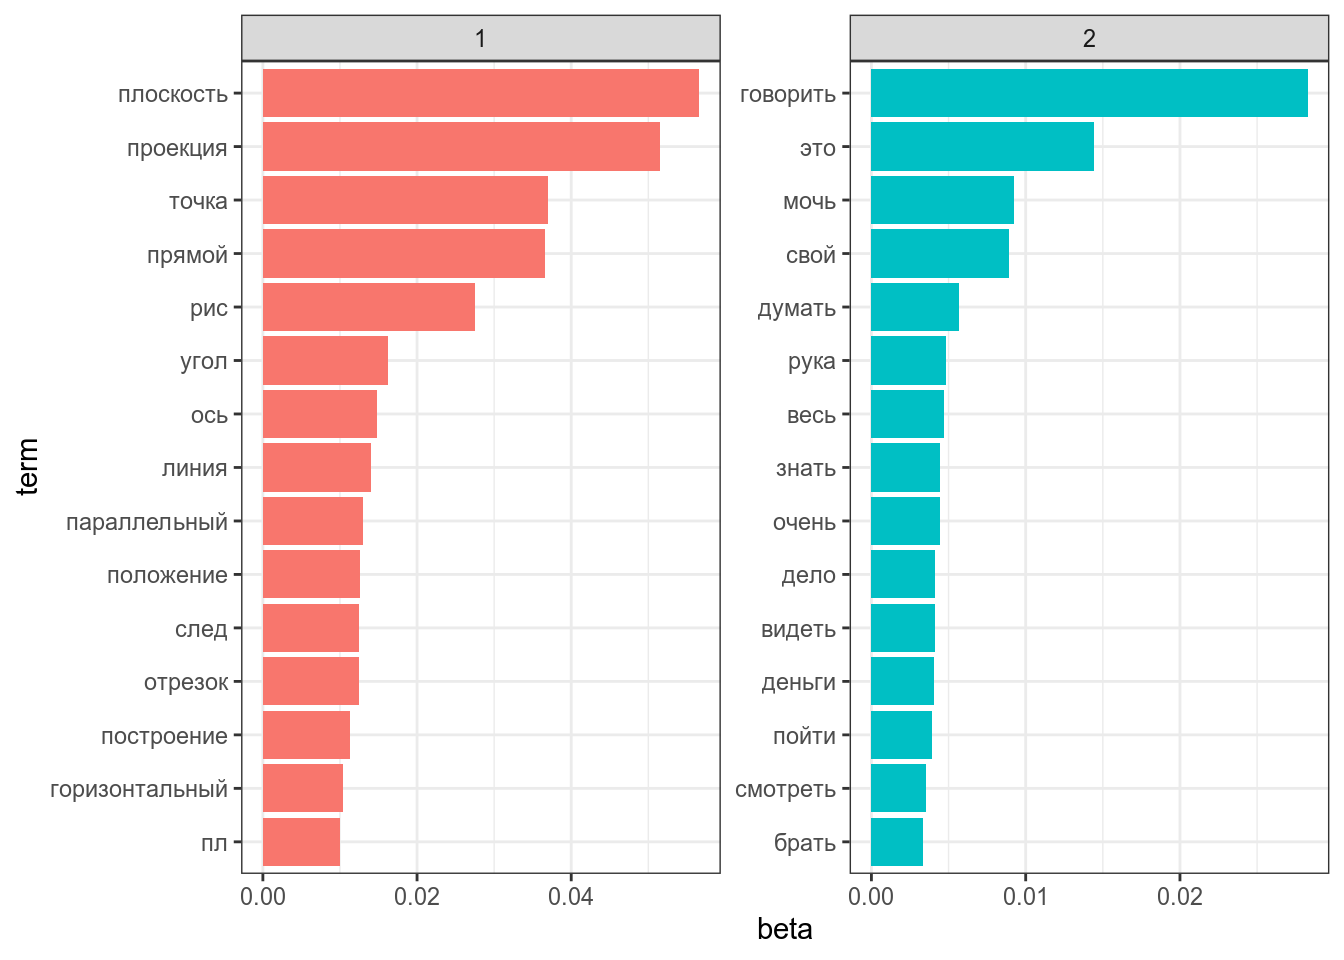 1
плоскость
проекция
точка
прямой
рис
угол
ось
линия
параллельный
положение
след
отрезок
построение
горизонтальный
пл
0.00 0.02 0.04
2
говорить
это
мочь
свой
думать
рука
весь
знать
очень
дело
видеть
деньги
пойти
смотреть
брать
0.00 0.01 0.02
beta
term